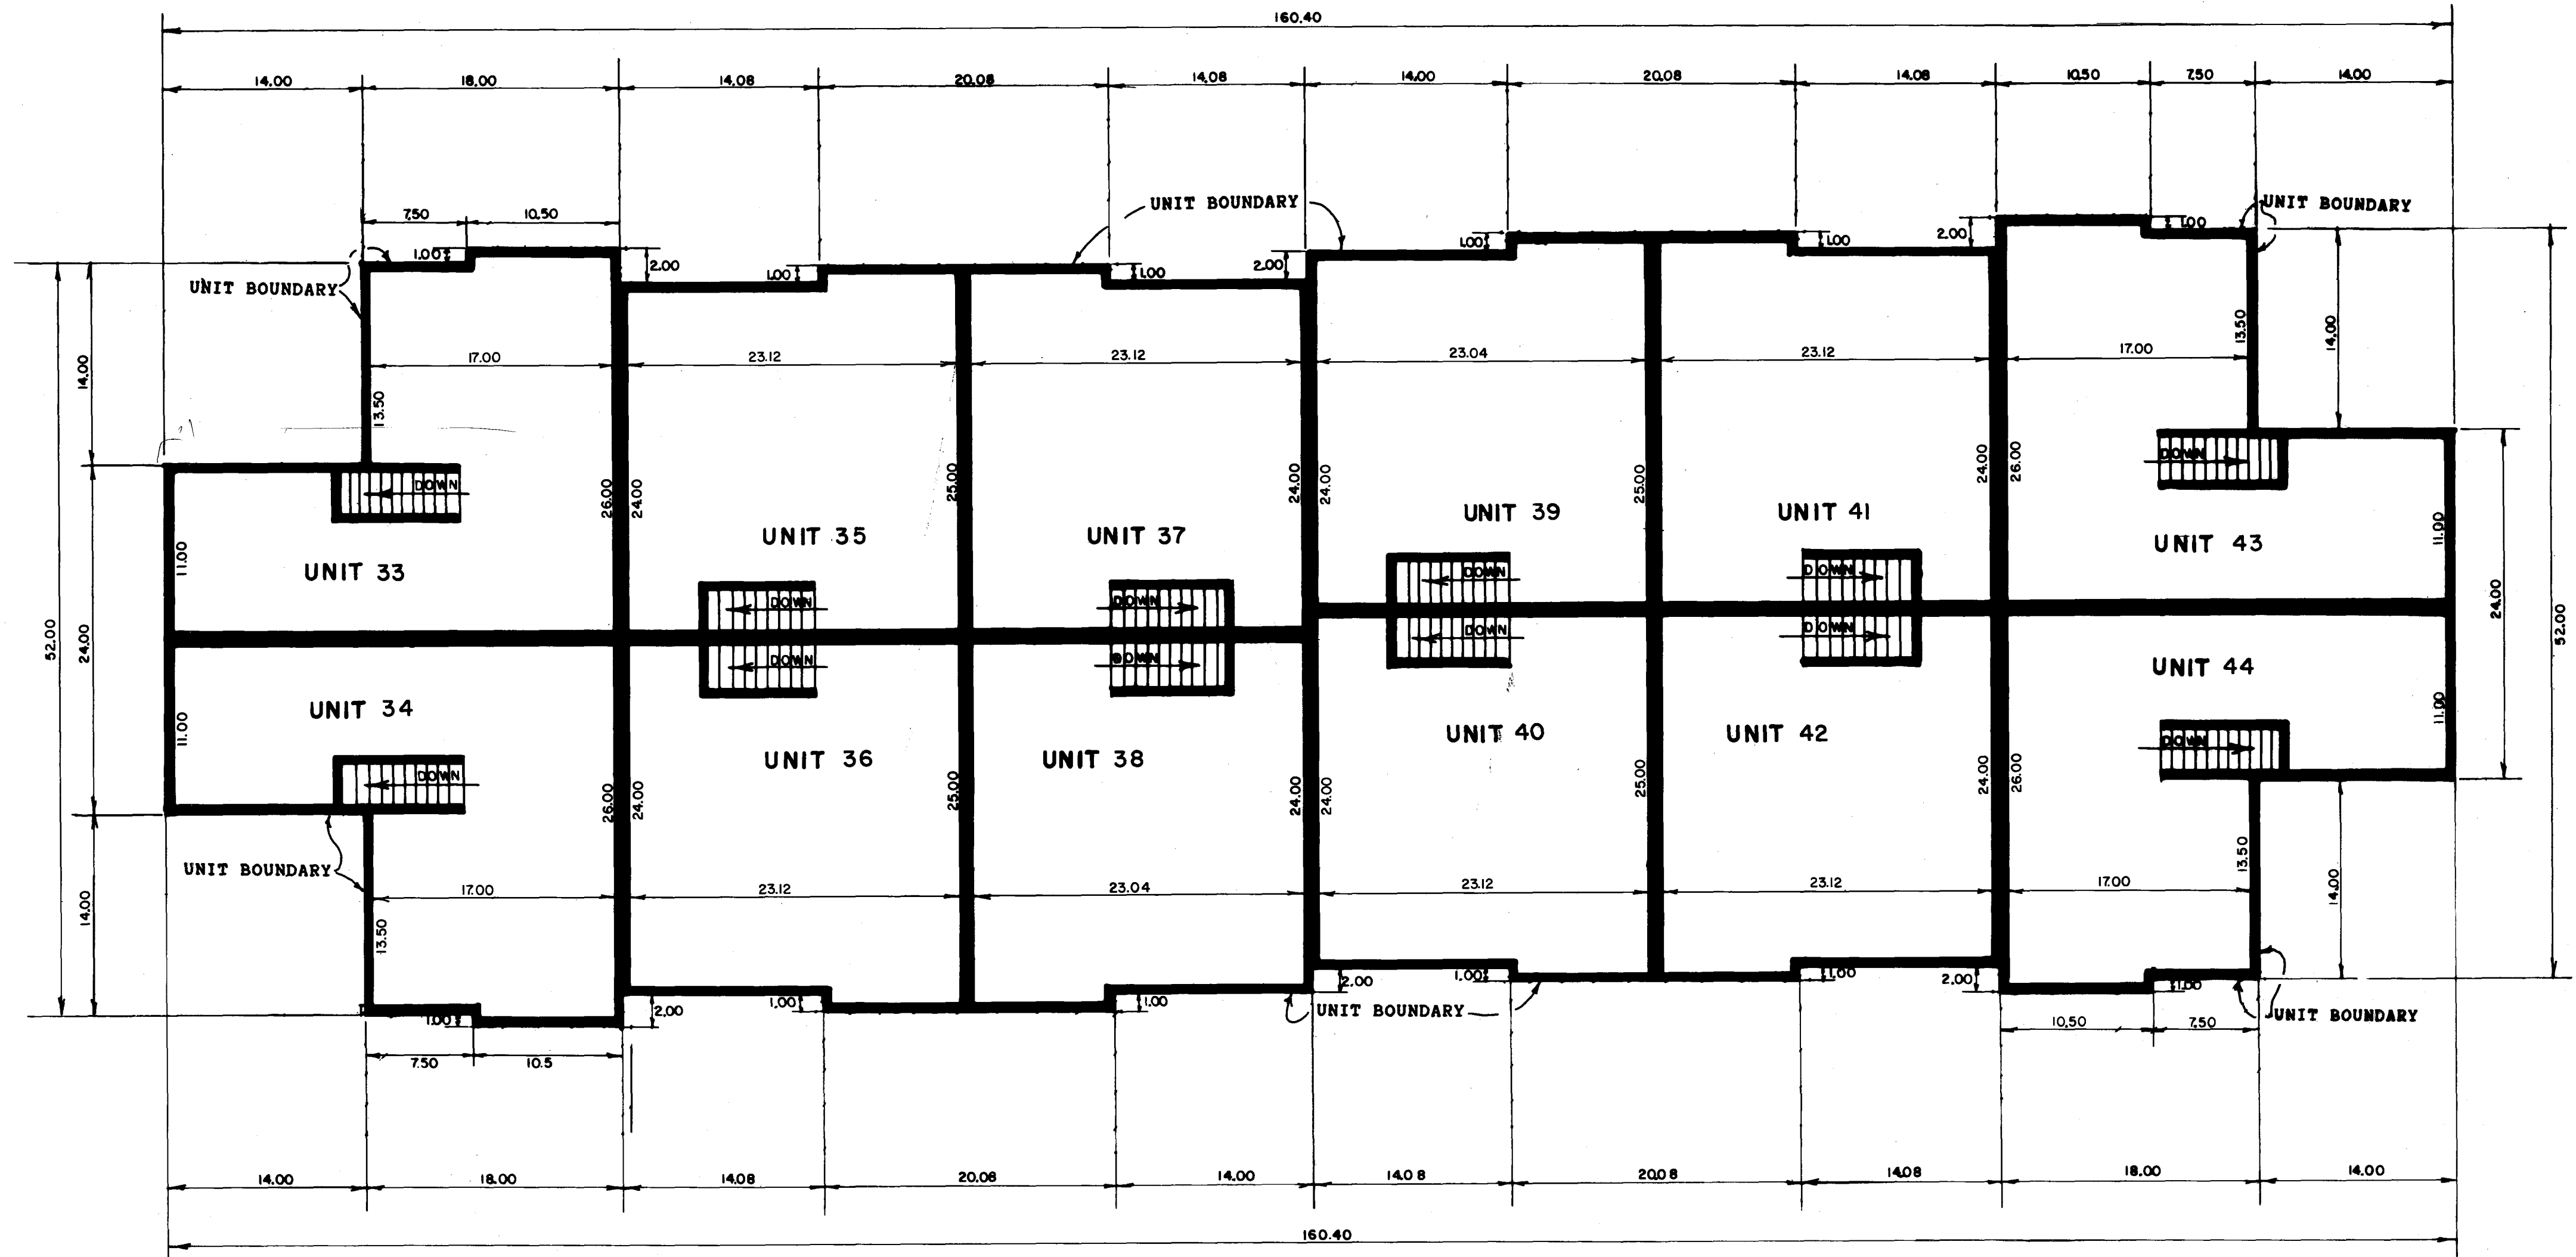 160.40
14.00 18.00 14.08 20.08 14.08 14.00 20.08 14.08 10.50 7.50 14.00
UNIT BOUNDARY UNIT BOUNDARY
7.50 10.50
1.00 2.00 1.00 1.00 2.00 1.00 1.00 2.00 1.00
UNIT BOUNDARY
17.00 23.12 23.12 23.04 23.12 17.00
14.00 13.50 13.50 14.00
26.00 24.00 25.00 24.00 24.00 25.00 24.00 26.00
DOWN DOWN
UNIT 35 UNIT 37 UNIT 39 UNIT 41
11.00 UNIT 33 UNIT 43 11.00
DOWN DOWN DOWN DOWN
52.00 24.00 24.00 52.00
DOWN DOWN DOWN DOWN
11.00 UNIT 34 UNIT 44 11.00
UNIT 36 UNIT 38 UNIT 40 UNIT 42
DOWN DOWN
26.00 24.00 25.00 24.00 24.00 25.00 24.00 26.00
UNIT BOUNDARY
17.00 23.12 23.04 23.12 23.12 17.00
14.00 13.50 13.50 14.00
1.00 2.00 1.00 1.00 2.00 1.00 1.00 2.00 1.00
UNIT BOUNDARY UNIT BOUNDARY
7.50 10.5 10.50 7.50
14.00 18.00 14.08 20.08 14.00 14.08 20.08 14.08 18.00 14.00
160.40